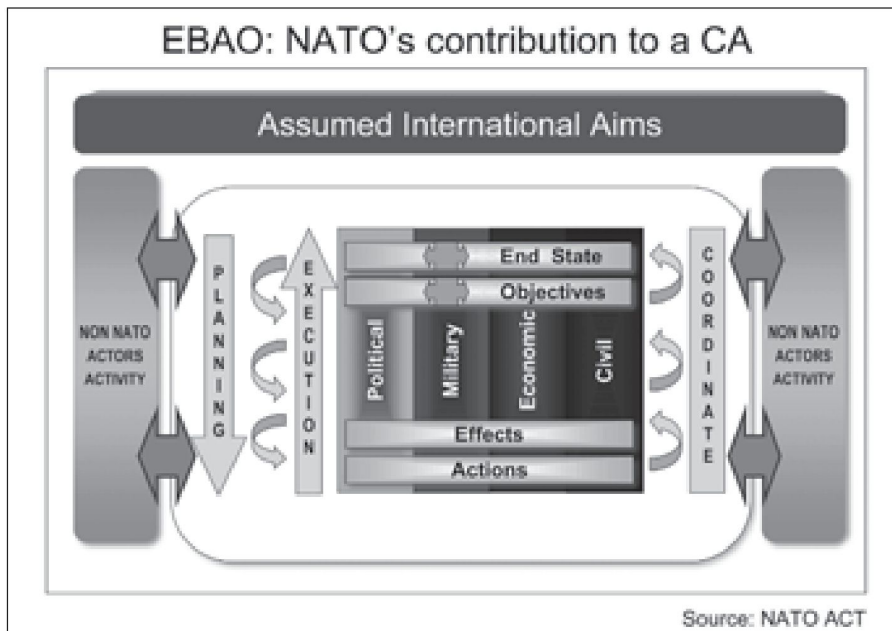 EBAO: NATO's contribution to a CA
Assumed International Aims
NON NATO
ACTORS
ACTIVITY
PLANNING
EXECUTION
End State
Objectives
Political
Military
Economic
Civil
Effects
Actions
COORDINATE
NON NATO
ACTORS
ACTIVITY
Source: NATO ACT